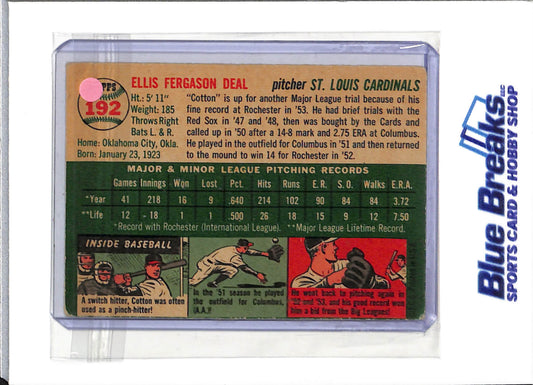 TOPPS
192
ELLIS FERGASON DEAL
pitcher ST. LOUIS CARDINALS
Ht.: 5' 11"
Weight: 185
Throws Right
Bats L. & R.
Home: Oklahoma City, Okla.
Born: January 23, 1923
"Cotton" is up for another Major League trial because of his
fine record at Rochester in '53. He had brief trials with the
Red Sox in '47 and '48, then was bought by the Cards and
called up in '50 after a 14-8 mark and 2.75 ERA at Columbus.
He played in the outfield for Columbus in '51 and then returned
to the mound to win 14 for Rochester in '52.
MAJOR & MINOR LEAGUE PITCHING RECORDS
Games Innings Won Lost Pct. Hits Runs E.R. S.O. Walks E.R.A.
*Year 41 218 16 9 .640 214 102 90 84 84 3.72
**Life 12 18 1 .500 26 18 15 9 12 7.50
*Record with Rochester (International League). **Major League Lifetime Record.
INSIDE BASEBALL
A switch hitter, Cotton was often
used as a pinch-hitter!
In the '51 season he played the
outfield for Columbus,
(A.A.)!
He went back to pitching again in
'52 and '53, and his good record won
him a bid from the Big Leagues!
Blue Breaks LLC
SPORTS CARD & HOBBY SHOP